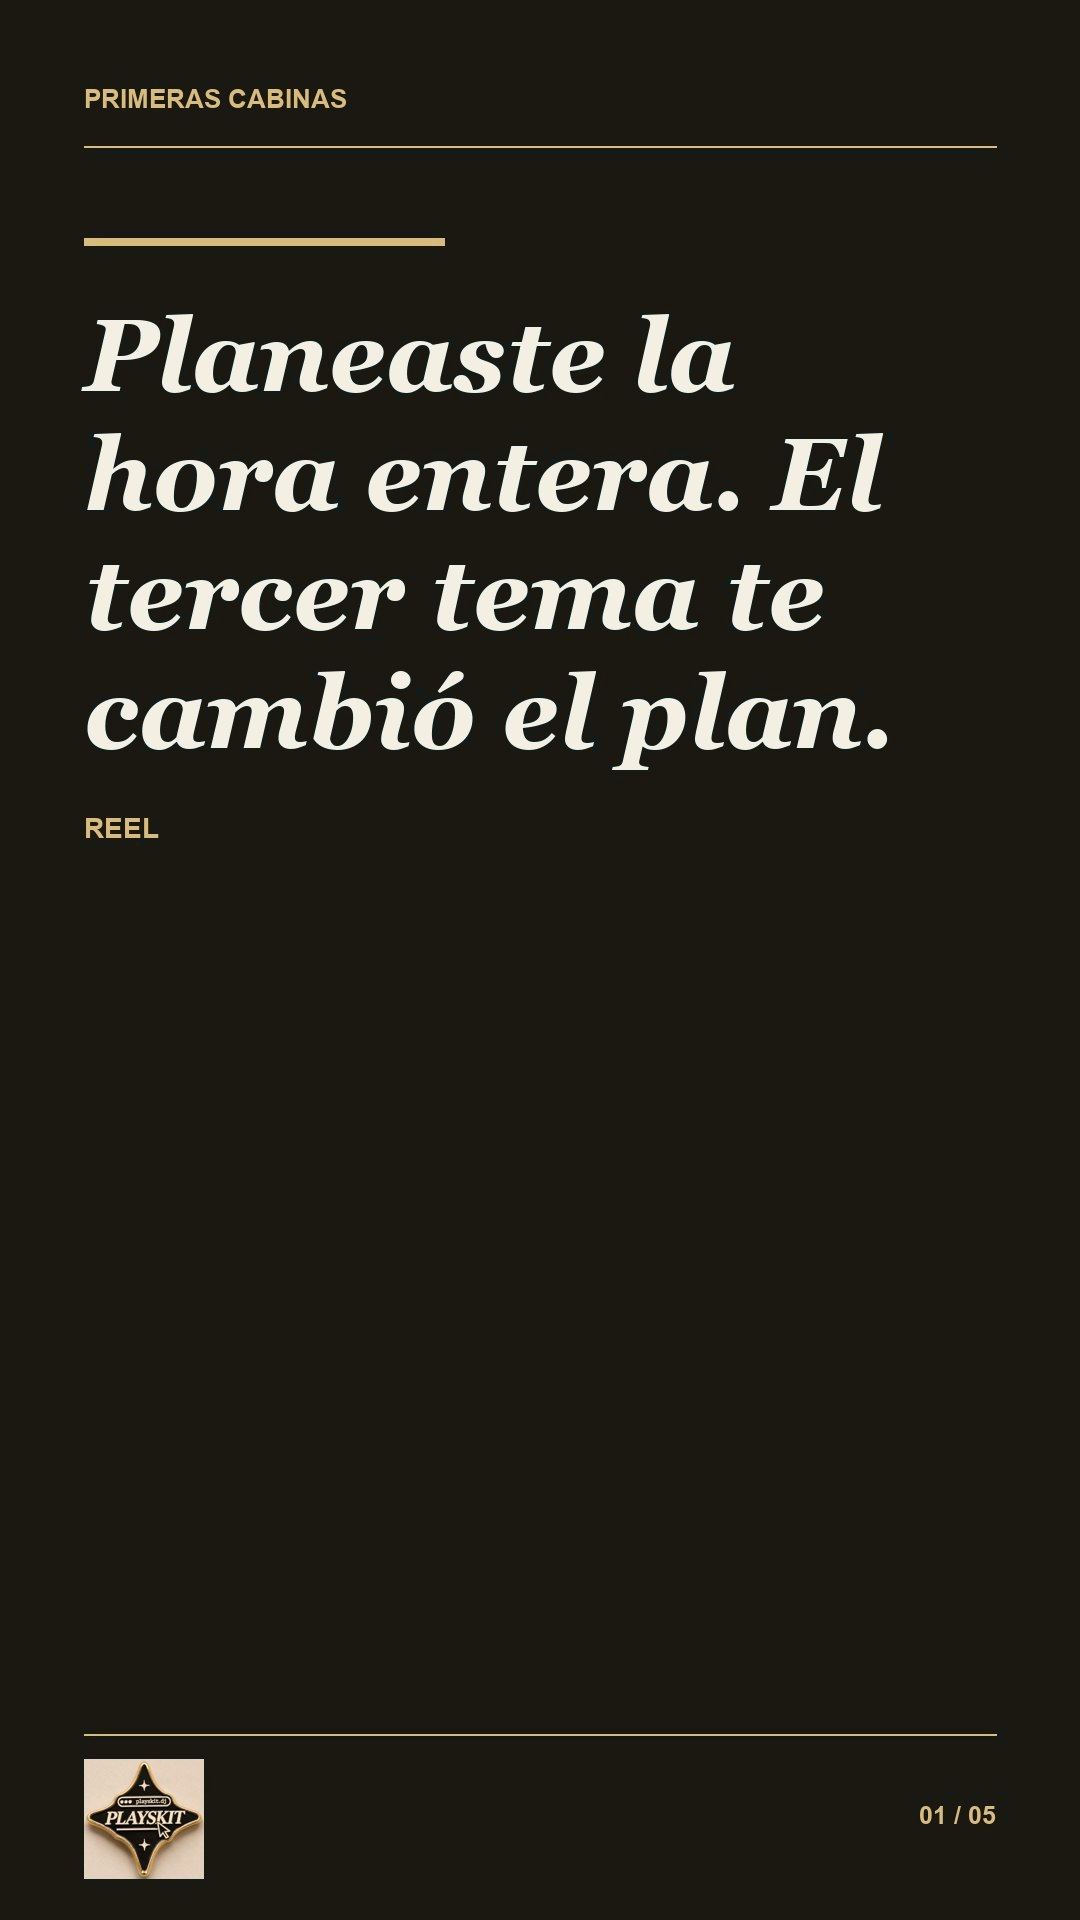 PRIMERAS CABINAS
Planeaste la
hora entera. El
tercer tema te
cambió el plan.
REEL
playskit.dj
PLAYSKIT
01 / 05